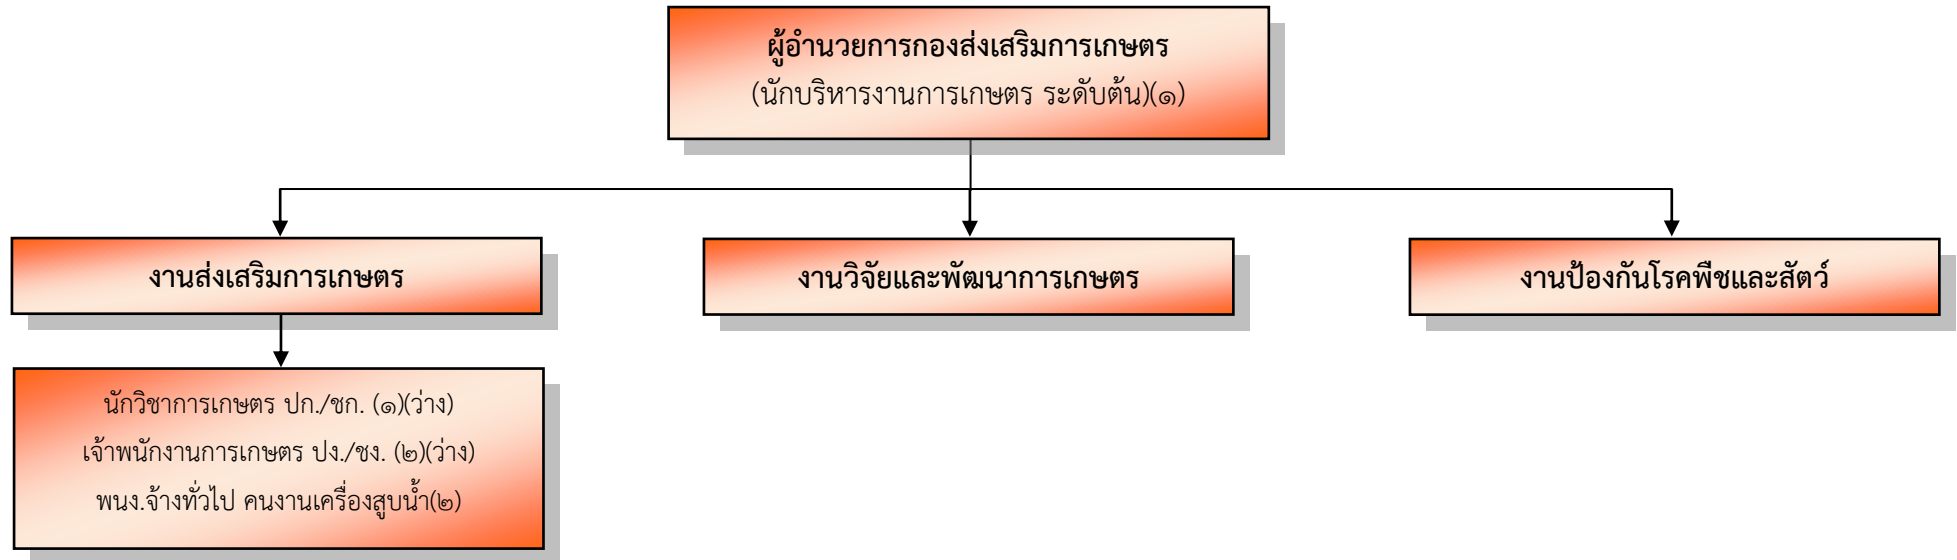 ผู้อำนวยการกองส่งเสริมการเกษตร
(นักบริหารงานการเกษตร ระดับต้น)(๑)
งานส่งเสริมการเกษตร
งานวิจัยและพัฒนาการเกษตร
งานป้องกันโรคพืชและสัตว์
นักวิชาการเกษตร ปก./ชก. (๑)(ว่าง)
เจ้าพนักงานการเกษตร ปง./ชง. (๒)(ว่าง)
พนง.จ้างทั่วไป คนงานเครื่องสูบน้ำ(๒)